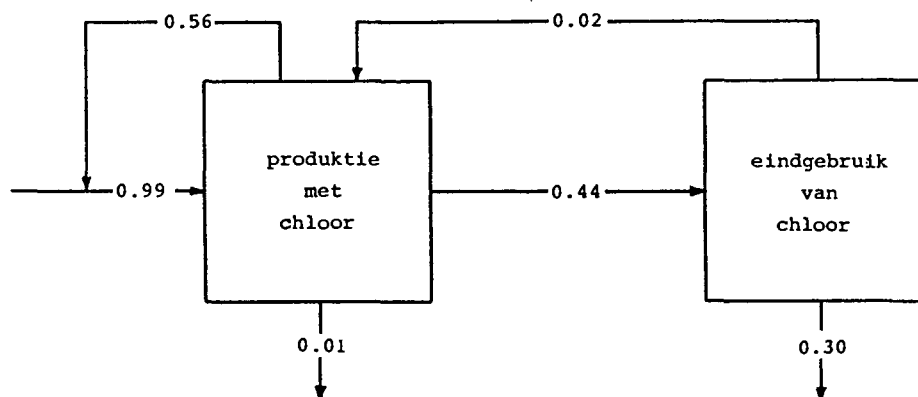 0.56
0.02
produktie
met
chloor
eindgebruik
van
chloor
0.99
0.44
0.01
0.30